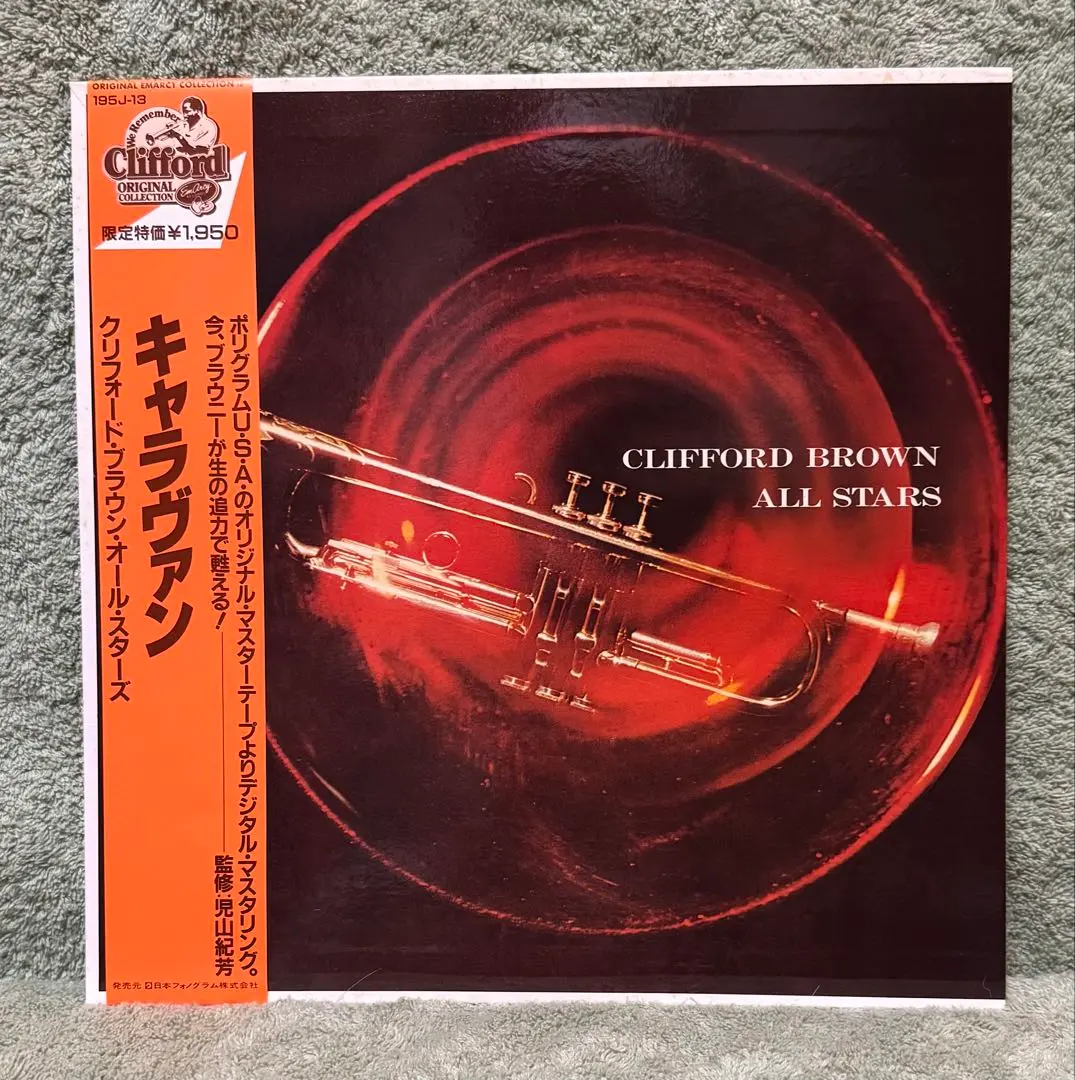 ORIGINAL EMARCY COLLECTION
195J-13
We Remember
Clifford
ORIGINAL
COLLECTION
EmArcy
限定特価¥1,950
ポリグラムU・S・A・のオリジナル・マスターテープよりデジタル・マスタリング。
今、ブラウニーが生の迫力で甦える!――監修:児山紀芳
キャラヴァン
クリフォード・ブラウン・オール・スターズ
発売元 日本フォノグラム株式会社
CLIFFORD BROWN
ALL STARS